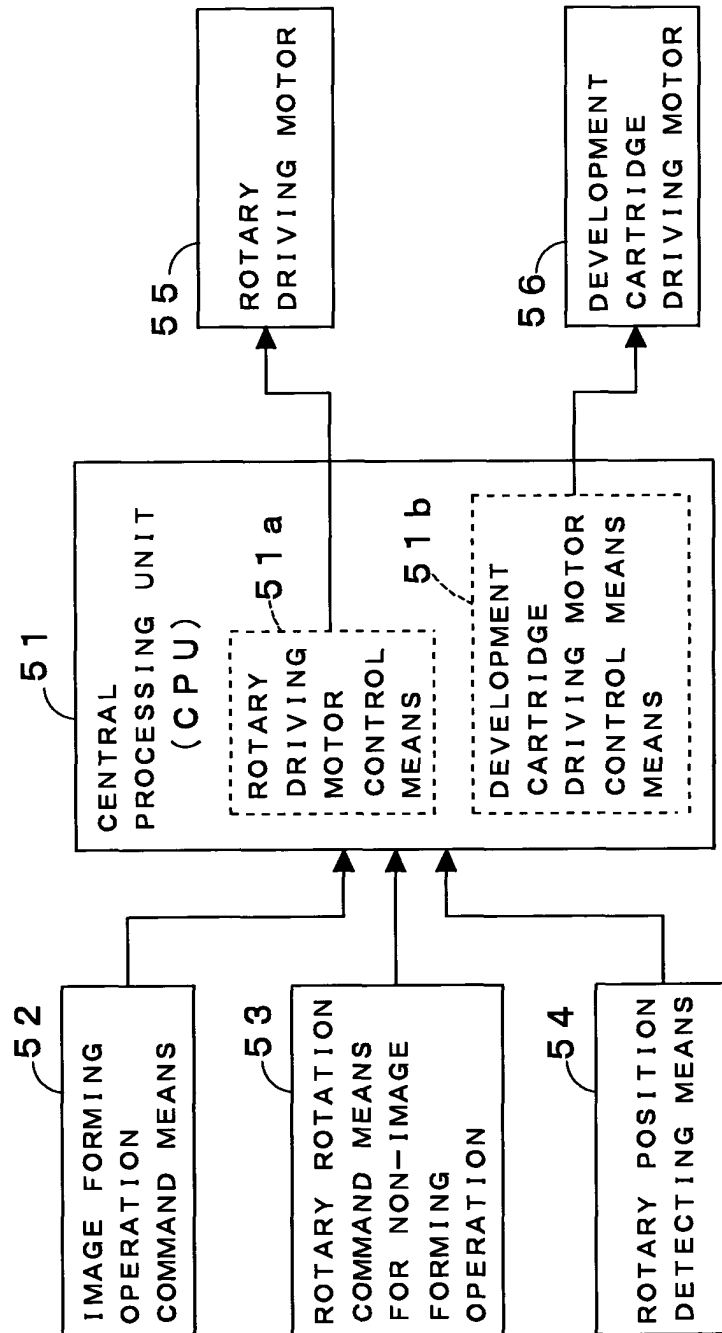 52
IMAGE FORMING
OPERATION
COMMAND MEANS
53
ROTARY ROTATION
COMMAND MEANS
FOR NON-IMAGE
FORMING
OPERATION
54
ROTARY POSITION
DETECTING MEANS
51
CENTRAL
PROCESSING UNIT
(CPU)
51a
ROTARY
DRIVING
MOTOR
CONTROL
MEANS
51b
DEVELOPMENT
CARTRIDGE
DRIVING MOTOR
CONTROL MEANS
MEANS
55
ROTARY
DRIVING MOTOR
56
DEVELOPMENT
CARTRIDGE
DRIVING MOTOR